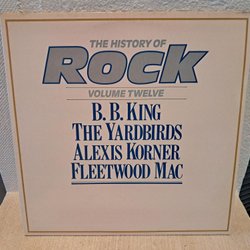 THE HISTORY OF
ROCK
VOLUME TWELVE
B. B. KING
THE YARDBIRDS
ALEXIS KORNER
FLEETWOOD MAC